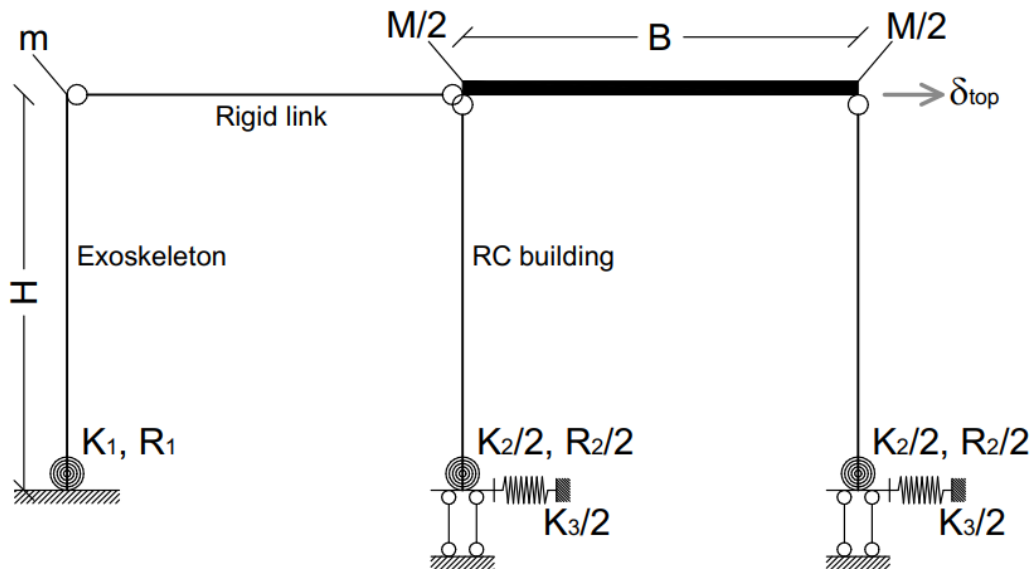 m
M/2
B
M/2
Rigid link
δtop
H
Exoskeleton
RC building
K1, R1
K2/2, R2/2
K2/2, R2/2
K3/2
K3/2